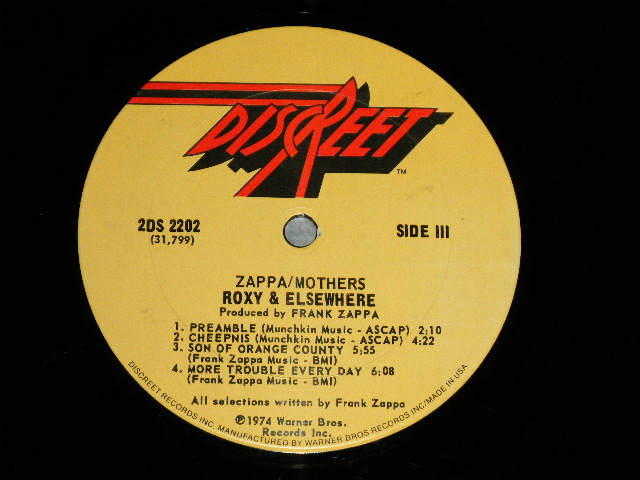 DISCREET
TM
2DS 2202
(31,799)
SIDE III
ZAPPA/MOTHERS
ROXY & ELSEWHERE
Produced by FRANK ZAPPA
1. PREAMBLE (Munchkin Music - ASCAP) 2:10
2. CHEEPNIS (Munchkin Music - ASCAP) 4:22
3. SON OF ORANGE COUNTY 5:55
(Frank Zappa Music - BMI)
4. MORE TROUBLE EVERY DAY 6:08
(Frank Zappa Music - BMI)
All selections written by Frank Zappa
℗1974 Warner Bros.
Records Inc.
DISCREET RECORDS INC. MANUFACTURED BY WARNER BROS RECORDS INC/MADE IN USA